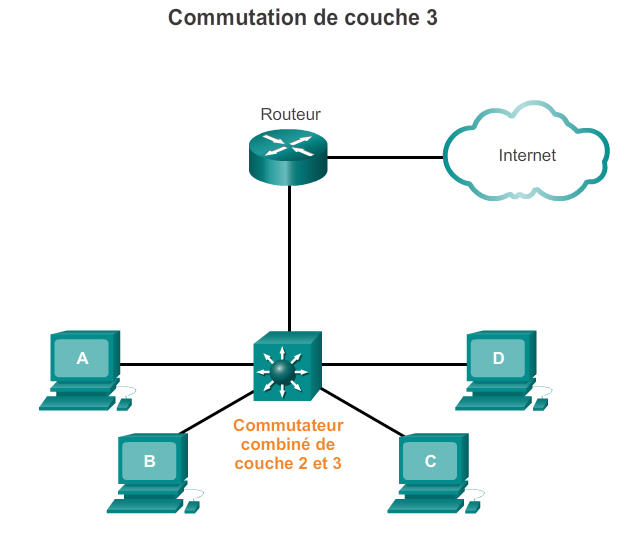 Commutation de couche 3
Routeur
Internet
A
D
B
C
Commutateur
combiné de
couche 2 et 3